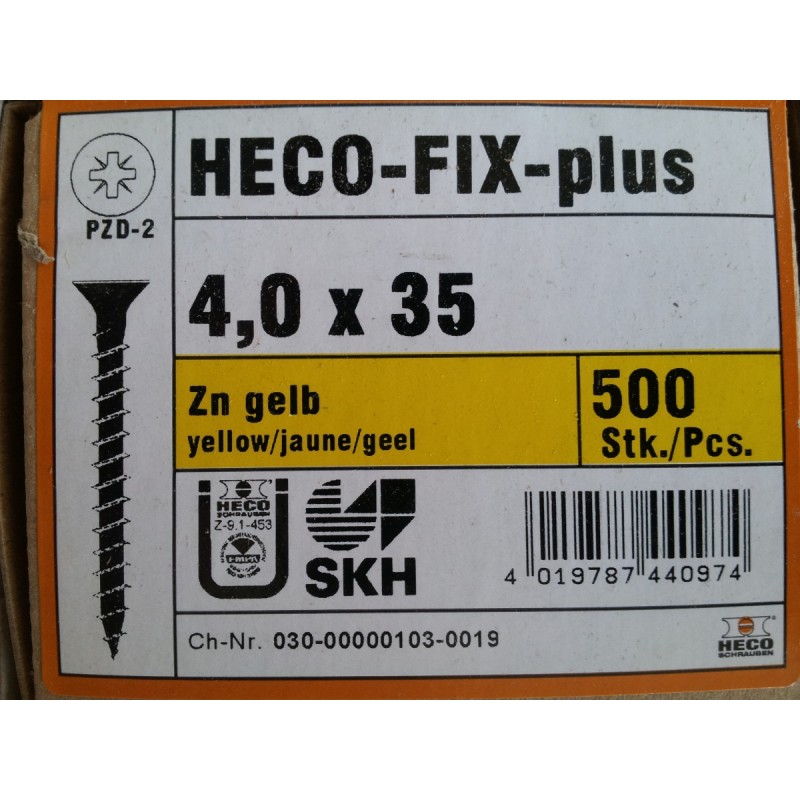 HECO-FIX-plus
PZD-2
4,0 x 35
Zn gelb
yellow/jaune/geel
500
Stk./Pcs.
HECO
SCHRAUBEN
Z-9.1-453
SKH
4 019787 440974
Ch-Nr. 030-00000103-0019
HECO
SCHRAUBEN